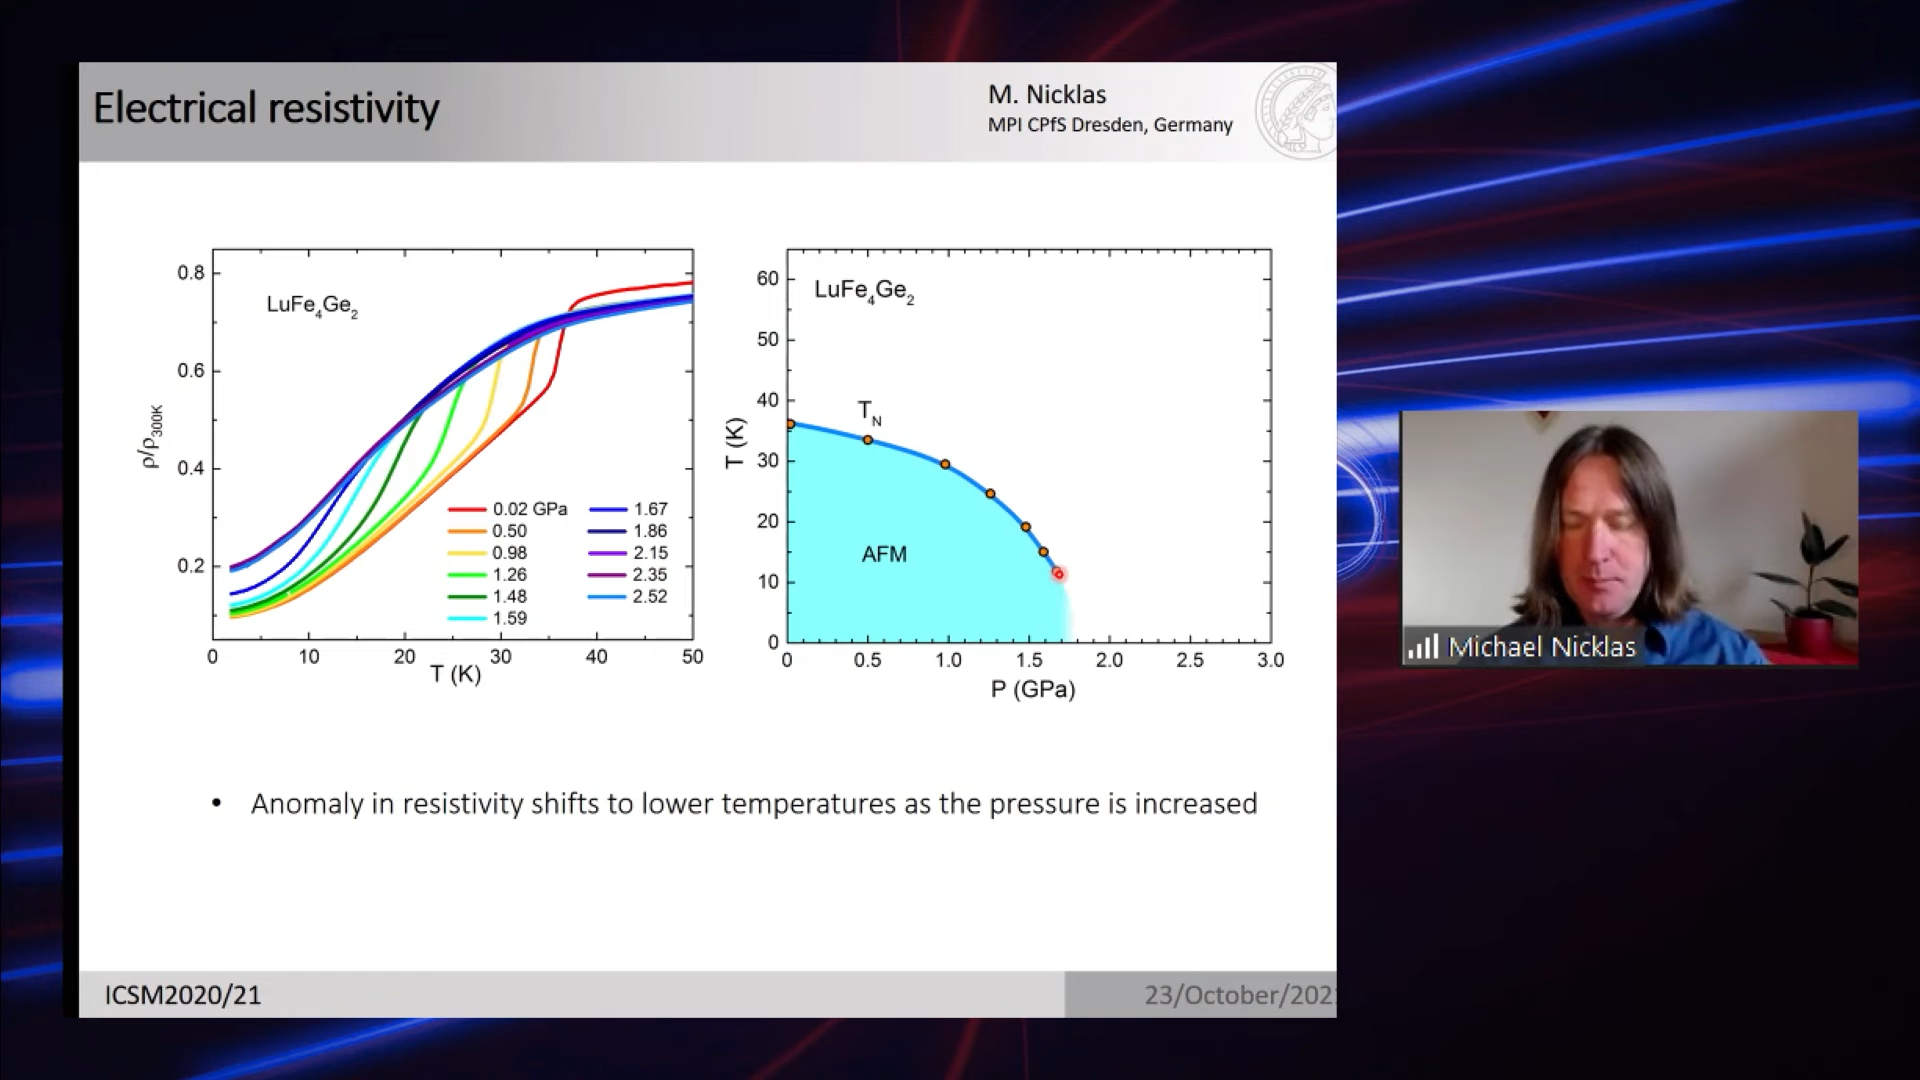 Electrical resistivity
M. Nicklas
MPI CPfS Dresden, Germany
0.8
0.6
0.4
0.2
ρ/ρ300K
LuFe4Ge2
0.02 GPa
0.50
0.98
1.26
1.48
1.59
1.67
1.86
2.15
2.35
2.52
0 10 20 30 40 50
T (K)
60
50
40
30
20
10
0
T (K)
LuFe4Ge2
TN
AFM
0 0.5 1.0 1.5 2.0 2.5 3.0
P (GPa)
• Anomaly in resistivity shifts to lower temperatures as the pressure is increased
ICSM2020/21
23/October/202
Michael Nicklas